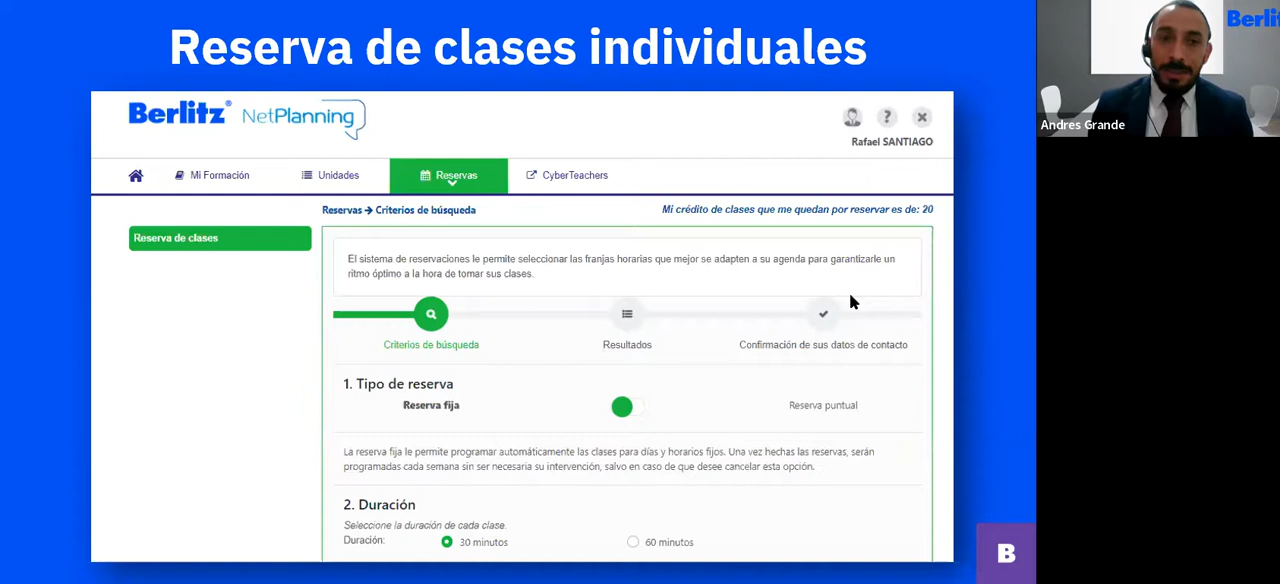 Reserva de clases individuales
Berlitz
Andres Grande
Berlitz® NetPlanning
?
Rafael SANTIAGO
Mi Formación
Unidades
Reservas
CyberTeachers
Reservas → Criterios de búsqueda
Mi crédito de clases que me quedan por reservar es de: 20
Reserva de clases
El sistema de reservaciones le permite seleccionar las franjas horarias que mejor se adapten a su agenda para garantizarle un
ritmo óptimo a la hora de tomar sus clases.
Criterios de búsqueda
Resultados
Confirmación de sus datos de contacto
1. Tipo de reserva
Reserva fija
Reserva puntual
La reserva fija le permite programar automáticamente las clases para días y horarios fijos. Una vez hechas las reservas, serán
programadas cada semana sin ser necesaria su intervención, salvo en caso de que desee cancelar esta opción.
2. Duración
Seleccione la duración de cada clase.
Duración:
30 minutos
60 minutos
B